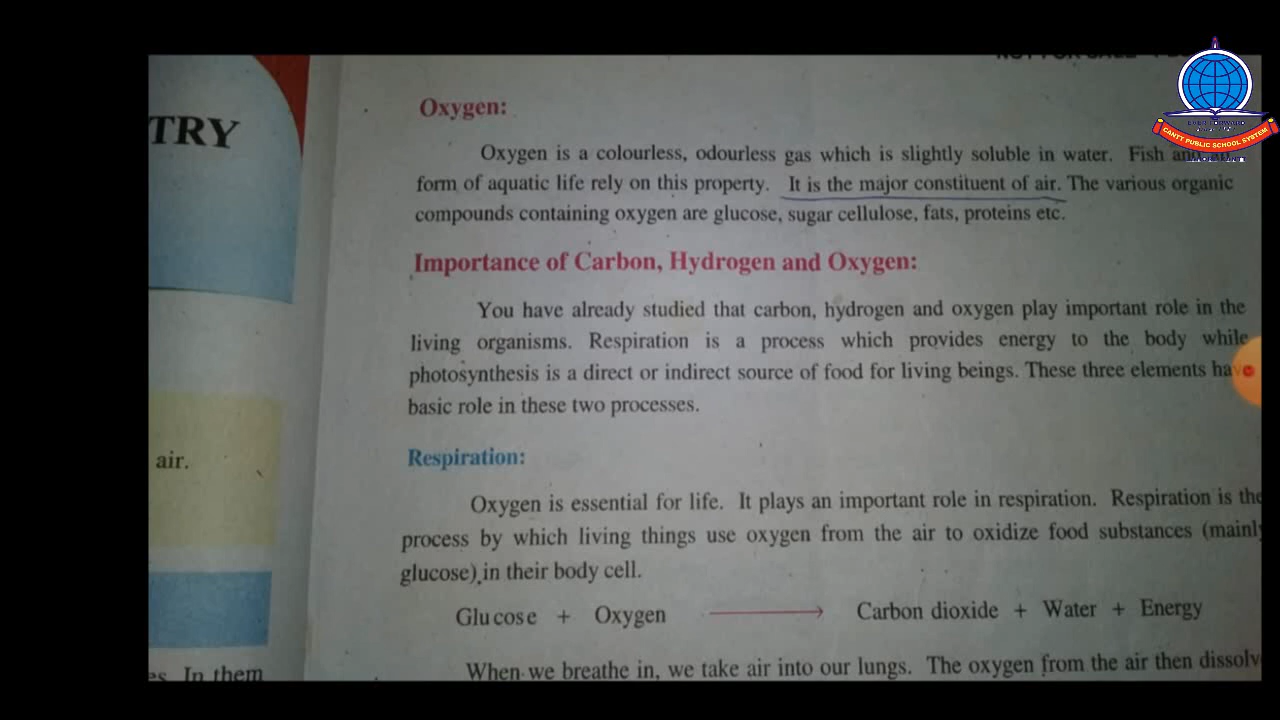 TRY
air.
es. In them
Oxygen:
Oxygen is a colourless, odourless gas which is slightly soluble in water. Fish and
form of aquatic life rely on this property. It is the major constituent of air. The various organic
compounds containing oxygen are glucose, sugar cellulose, fats, proteins etc.
Importance of Carbon, Hydrogen and Oxygen:
You have already studied that carbon, hydrogen and oxygen play important role in the
living organisms. Respiration is a process which provides energy to the body while
photosynthesis is a direct or indirect source of food for living beings. These three elements have
basic role in these two processes.
Respiration:
Oxygen is essential for life. It plays an important role in respiration. Respiration is the
process by which living things use oxygen from the air to oxidize food substances (mainly
glucose) in their body cell.
Glucose + Oxygen → Carbon dioxide + Water + Energy
When we breathe in, we take air into our lungs. The oxygen from the air then dissolv
CANTT PUBLIC SCHOOL SYSTEM